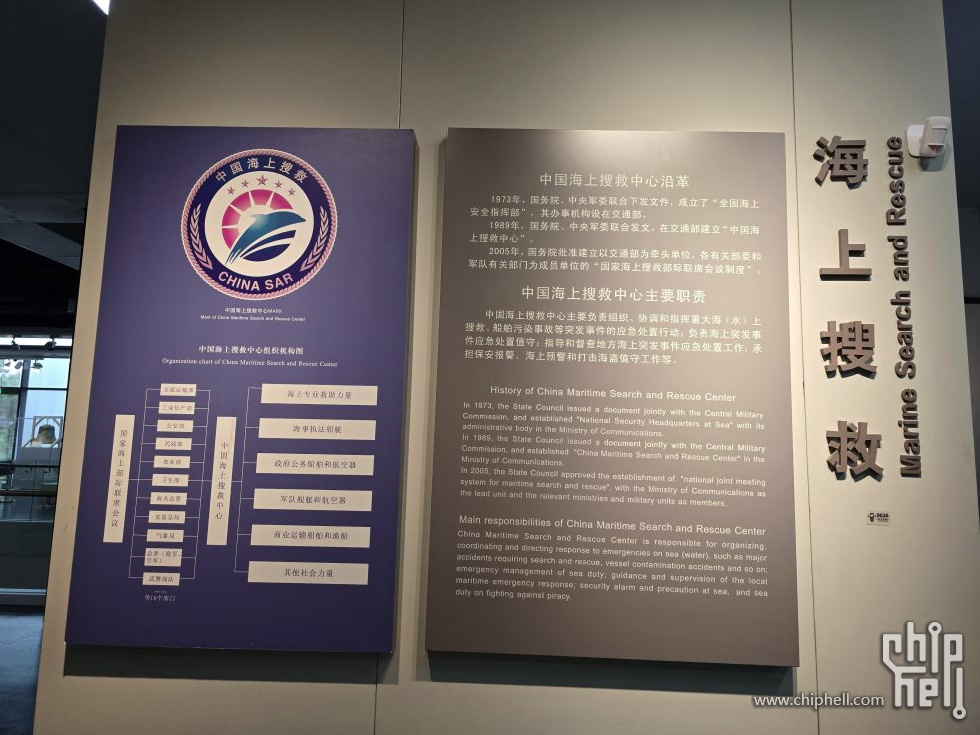 中国海上搜救
CHINA SAR
中国海上搜救中心MARX
Mark of China Maritime Search and Rescue Center
中国海上搜救中心组织机构图
Organization chart of China Maritime Search and Rescue Center
国家海上部际联席会议
交通运输部
工业信产部
公安部
民政部
农业部
卫生部
海关总署
安监总局
气象局
总参（海军、
空军）
武警部队
等18个部门
中国海上搜救中心
海上专业救助力量
海事执法船艇
政府公务船舶和航空器
军队舰艇和航空器
商业运输船舶和渔船
其他社会力量
中国海上搜救中心沿革
1973年，国务院、中央军委联合下发文件，成立了“全国海上
安全指挥部”，其办事机构设在交通部。
1989年，国务院、中央军委联合发文，在交通部建立“中国海
上搜救中心”。
2005年，国务院批准建立以交通部为牵头单位，各有关部委和
军队有关部门为成员单位的“国家海上搜救部际联席会议制度”。
中国海上搜救中心主要职责
中国海上搜救中心主要负责组织、协调和指挥重大海（水）上
搜救、船舶污染事故等突发事件的应急处置行动；负责海上突发事
件应急处置值守；指导和督查地方海上突发事件应急处置工作；承
担保安报警、海上预警和打击海盗值守工作等。
History of China Maritime Search and Rescue Center
In 1973, the State Council issued a document jointly with the Central Military
Commission, and established "National Security Headquarters at Sea" with its
administrative body in the Ministry of Communications.
In 1989, the State Council issued a document jointly with the Central Military
Commission, and established "China Maritime Search and Rescue Center" in the
Ministry of Communications.
In 2005, the State Council approved the establishment of "national joint meeting
system for maritime search and rescue", with the Ministry of Communications as
the lead unit and the relevant ministries and military units as members.
Main responsibilities of China Maritime Search and Rescue Center
China Maritime Search and Rescue Center is responsible for organizing,
coordinating and directing response to emergencies on sea (water), such as major
accidents requiring search and rescue, vessel contamination accidents and so on;
emergency management of sea duty; guidance and supervision of the local
maritime emergency response; security alarm and precaution at sea, and sea
duty on fighting against piracy.
海上搜救
Marine Search and Rescue
0626
www.chiphell.com
chip
hell